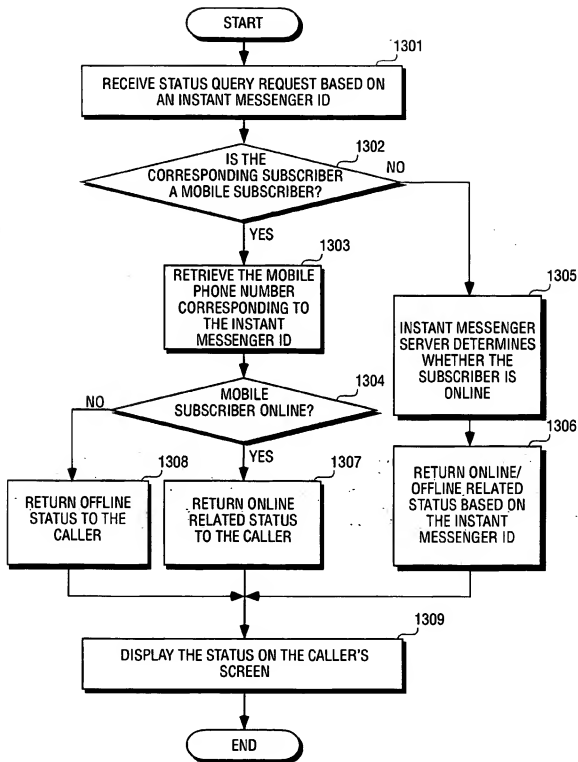 START
1301
RECEIVE STATUS QUERY REQUEST BASED ON
AN INSTANT MESSENGER ID
1302
IS THE
CORRESPONDING SUBSCRIBER
A MOBILE SUBSCRIBER?
NO
YES
1303
RETRIEVE THE MOBILE
PHONE NUMBER
CORRESPONDING TO
THE INSTANT
MESSENGER ID
1305
INSTANT MESSENGER
SERVER DETERMINES
WHETHER THE
SUBSCRIBER IS
ONLINE
1304
MOBILE
SUBSCRIBER ONLINE?
NO
YES
1308
RETURN OFFLINE
STATUS TO THE
CALLER
1307
RETURN ONLINE
RELATED STATUS
TO THE CALLER
1306
RETURN ONLINE/
OFFLINE RELATED
STATUS BASED ON
THE INSTANT
MESSENGER ID
1309
DISPLAY THE STATUS ON THE CALLER'S
SCREEN
END